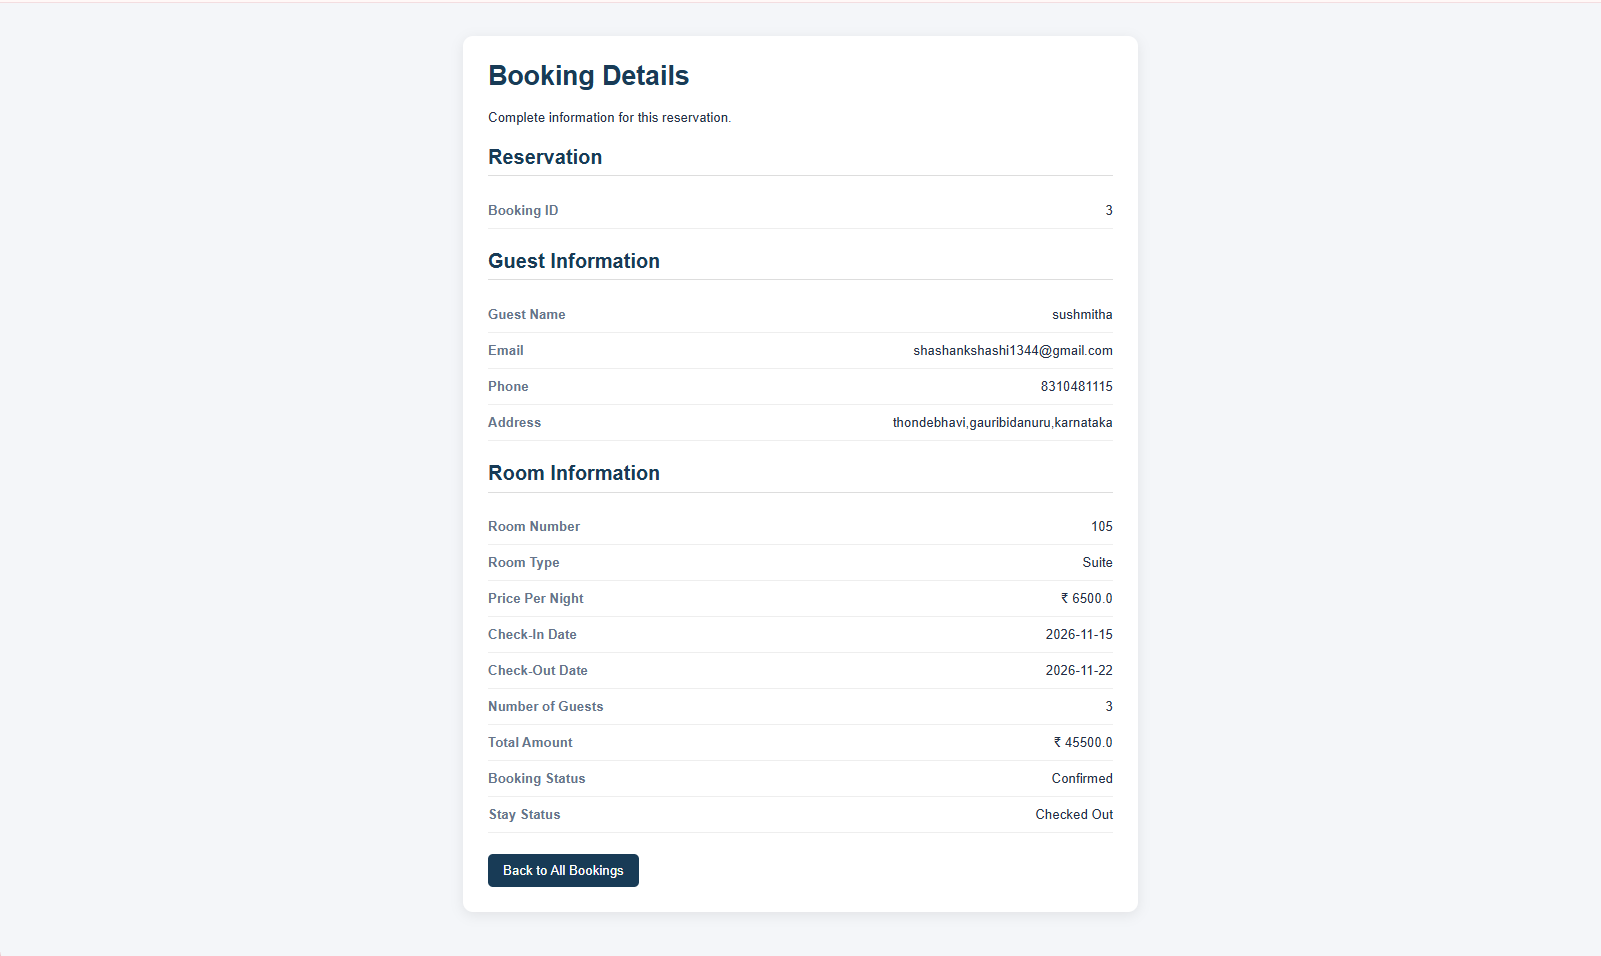 Booking Details
Complete information for this reservation.
Reservation
Booking ID 3
Guest Information
Guest Name sushmitha
Email shashankshashi1344@gmail.com
Phone 8310481115
Address thondebhavi,gauribidanuru,karnataka
Room Information
Room Number 105
Room Type Suite
Price Per Night ₹ 6500.0
Check-In Date 2026-11-15
Check-Out Date 2026-11-22
Number of Guests 3
Total Amount ₹ 45500.0
Booking Status Confirmed
Stay Status Checked Out
Back to All Bookings